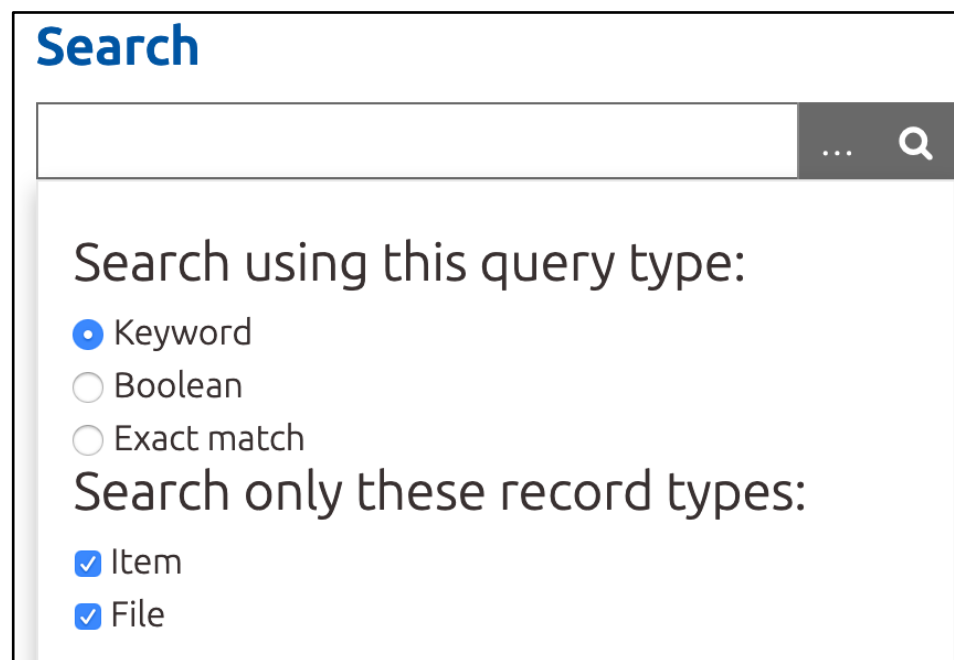 Search
...
Search using this query type:
Keyword
Boolean
Exact match
Search only these record types:
Item
File